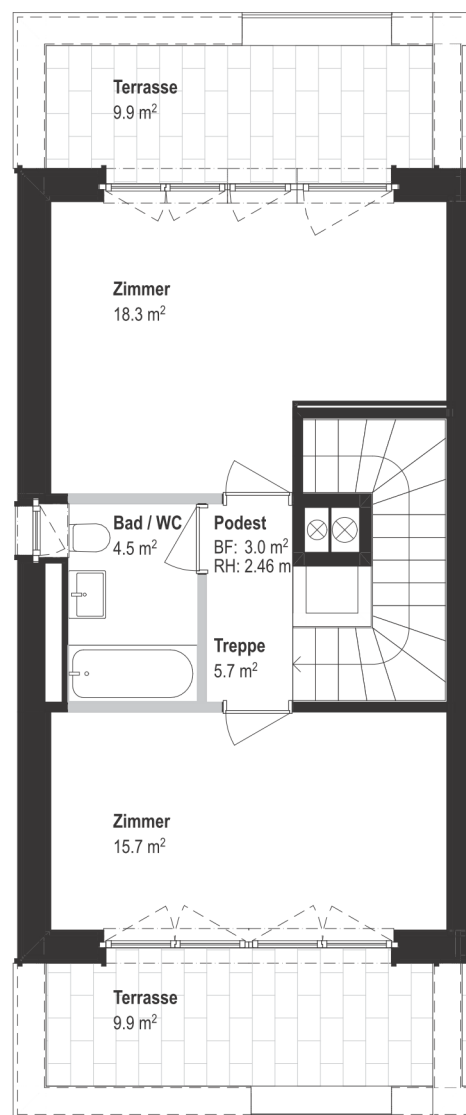 Terrasse
9.9 m²
Zimmer
18.3 m²
Bad / WC
4.5 m²
Podest
BF: 3.0 m²
RH: 2.46 m
Treppe
5.7 m²
Zimmer
15.7 m²
Terrasse
9.9 m²